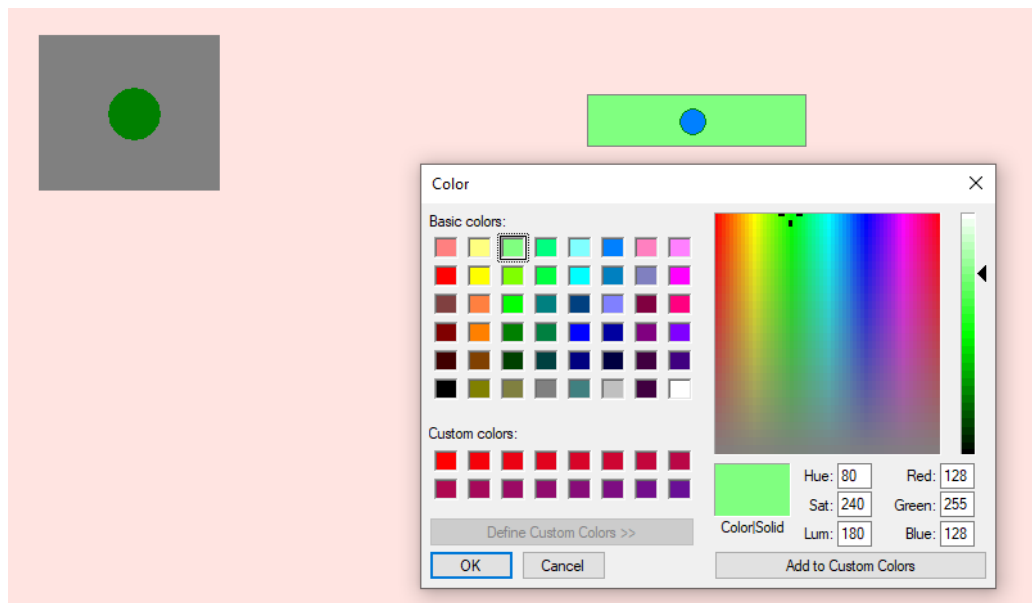 Color
Basic colors:
Custom colors:
Define Custom Colors >>
OK Cancel
Color|Solid
Hue: 80 Red: 128
Sat: 240 Green: 255
Lum: 180 Blue: 128
Add to Custom Colors